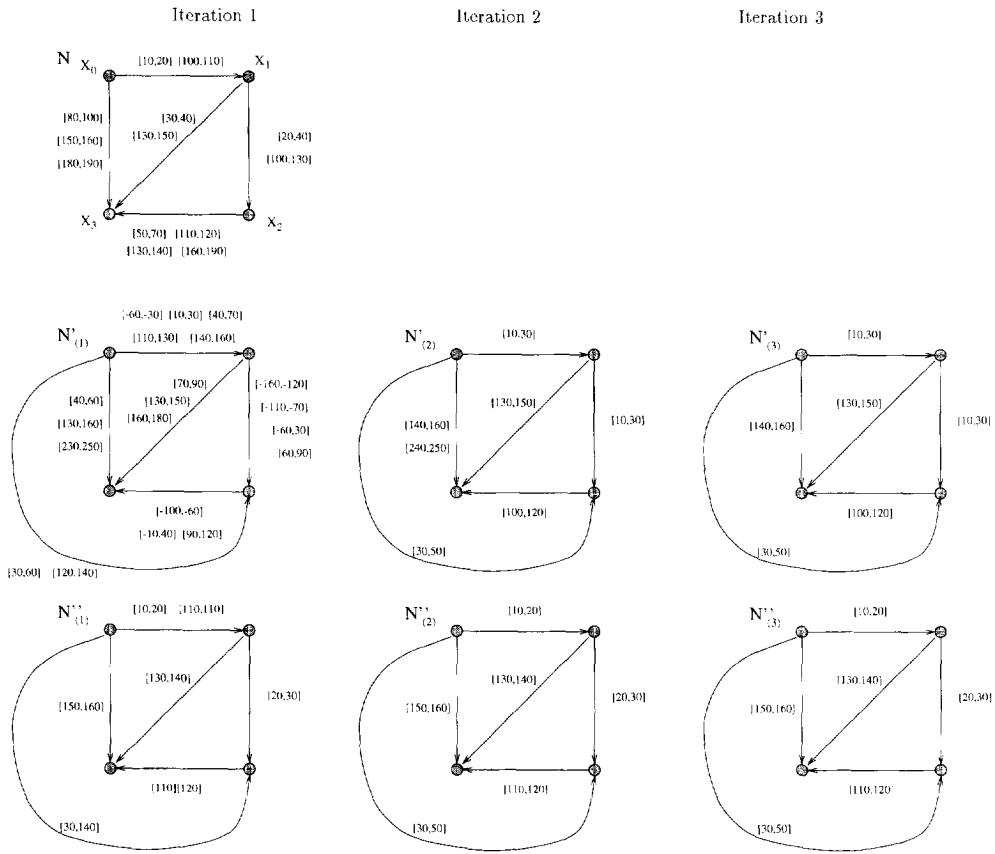 Iteration 1 Iteration 2 Iteration 3
N X0 [10,20] [100,110] X1
[80,100] [30,40]
[150,160] [130,150] [20,40]
[180,190] [100,130]
X3 X2
[50,70] [110,120]
[130,140] [160,190]
[-60,-30] [10,30] [40,70]
N'(1) [110,130] [140,160] N'(2) [10,30] N'(3) [10,30]
[70,90] [-160,-120]
[40,60] [130,150] [-110,-70] [130,150] [130,150]
[130,160] [160,180] [-60,30] [140,160] [10,30] [140,160] [10,30]
[230,250] [60,90] [240,250]
[-100,-60] [100,120] [100,120]
[-10,40] [90,120] [30,50] [30,50]
[30,60] [120,140]
N''(1) [10,20] [110,110] N''(2) [10,20] N''(3) [10,20]
[130,140] [130,140] [130,140]
[150,160] [20,30] [150,160] [20,30] [150,160] [20,30]
[110][120] [110,120] [110,120
[30,140] [30,50] [30,50]